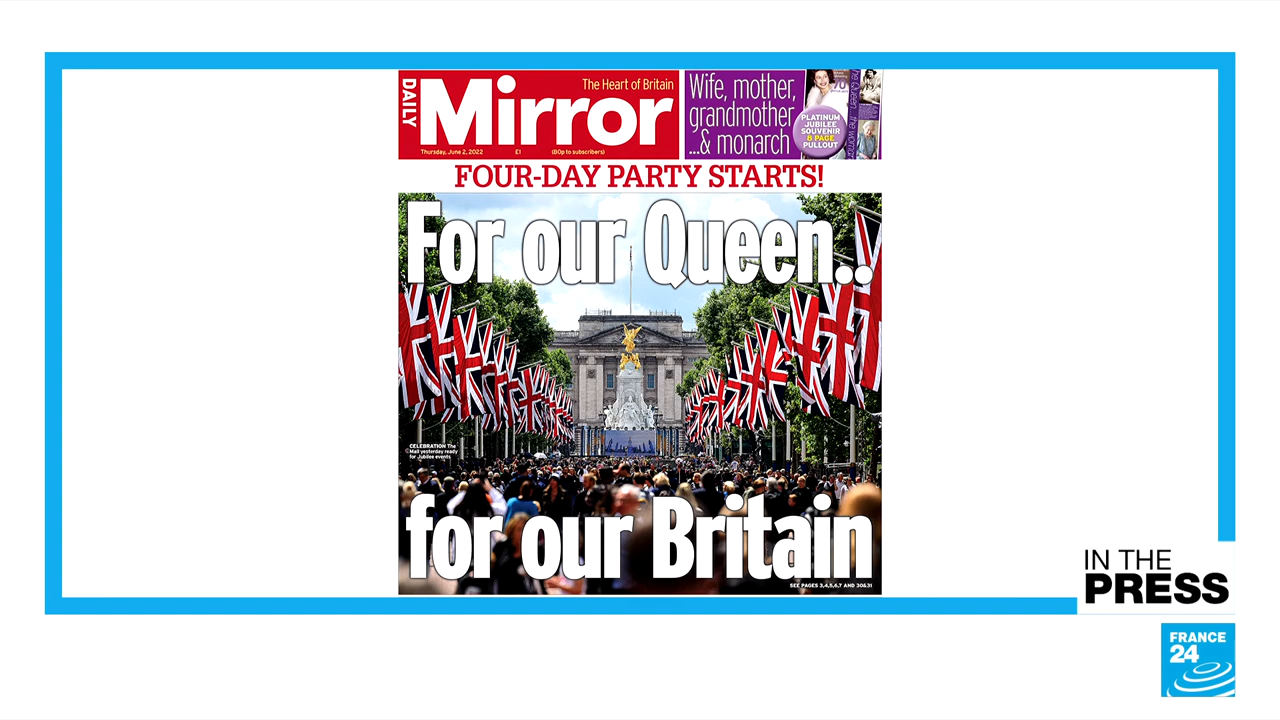 DAILY
Mirror
The Heart of Britain
Thursday, June 2, 2022 £1 (80p to subscribers)
Wife, mother,
grandmother
...& monarch
PLATINUM
JUBILEE
SOUVENIR
8 PAGE
PULLOUT
FOUR-DAY PARTY STARTS!
For our Queen..
CELEBRATION The
Mall yesterday ready
for Jubilee events
for our Britain
SEE PAGES 3,4,5,6,7 AND 30&31
IN THE
PRESS
FRANCE
24